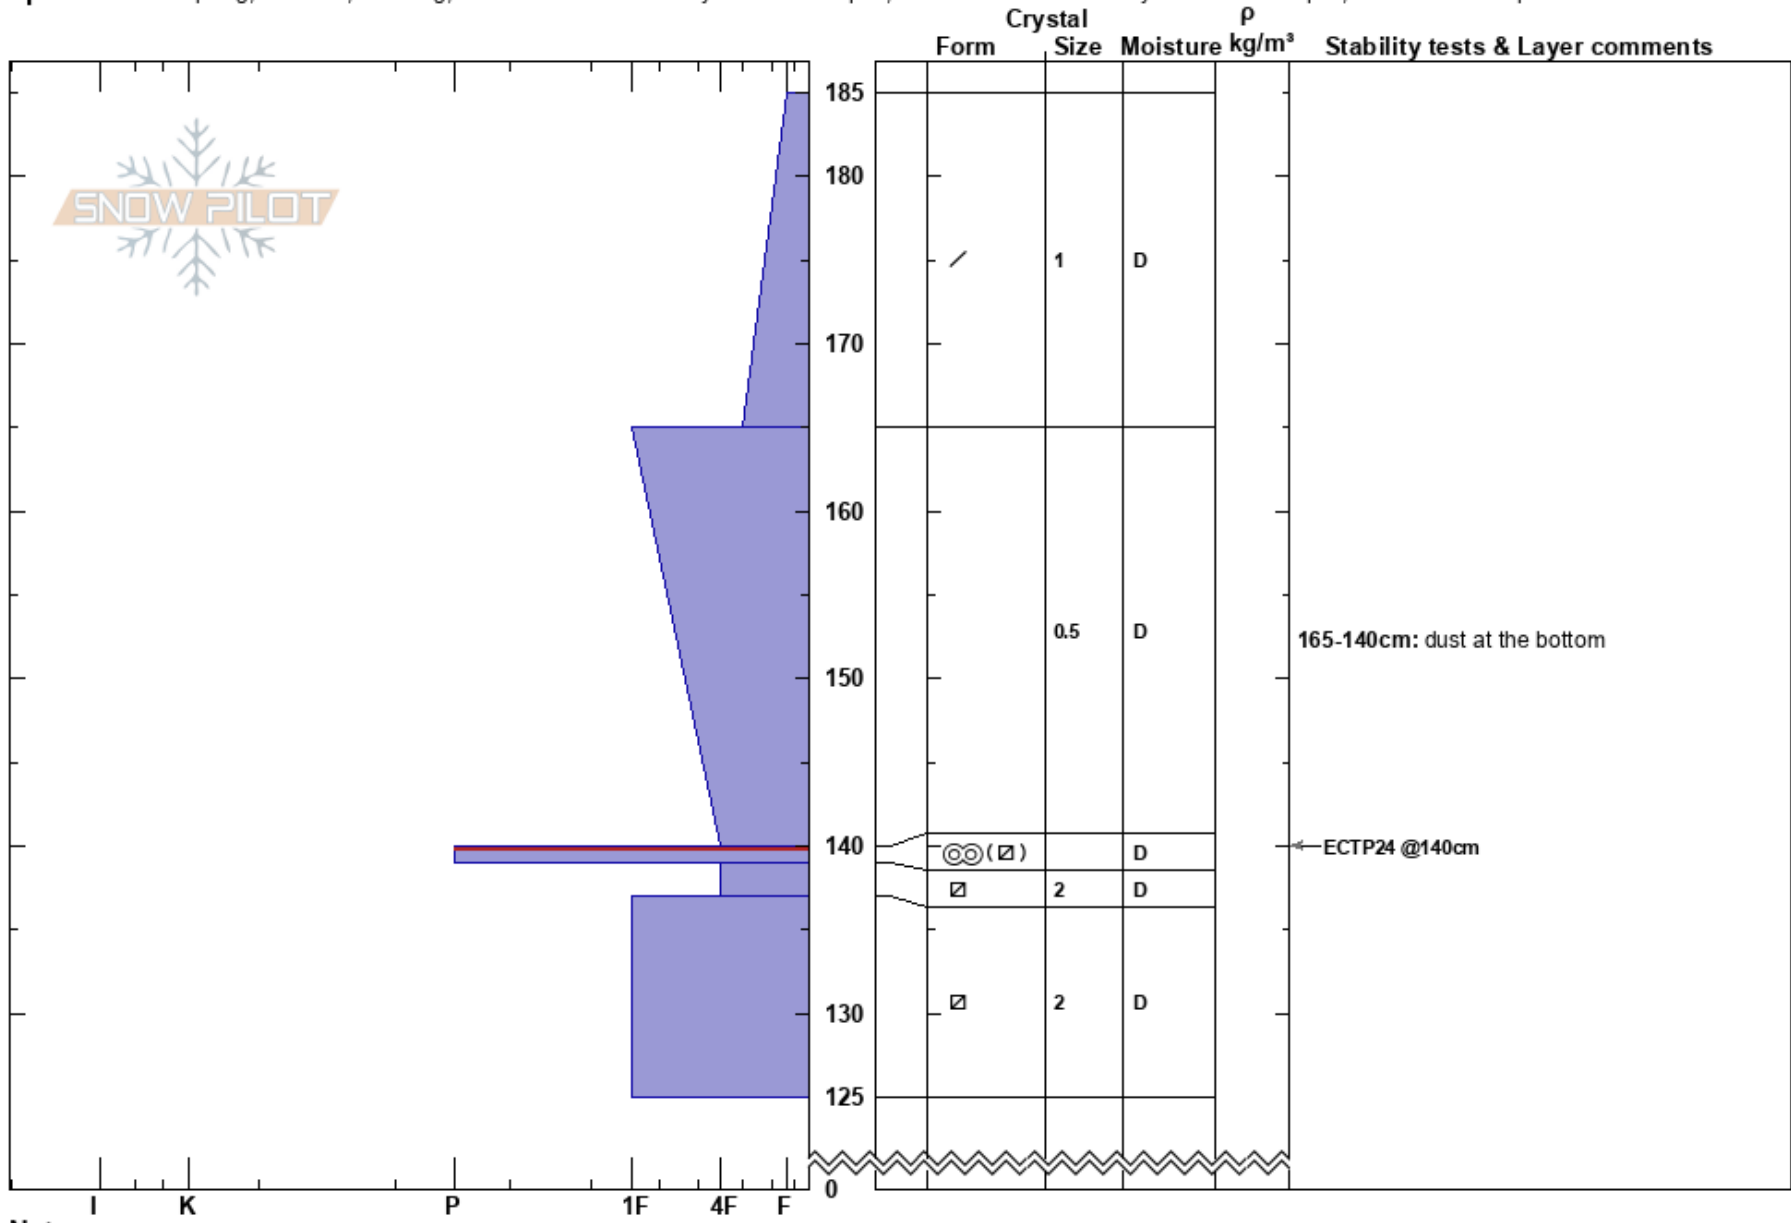 Crystal
ρ
Form Size Moisture kg/m³ Stability tests & Layer comments
185
SNOW PILOT
180
1 D
170
160
0.5 D
165-140cm: dust at the bottom
150
140
( ) D
ECTP24 @140cm
2 D
2 D
130
125
0
I K P 1F 4F F